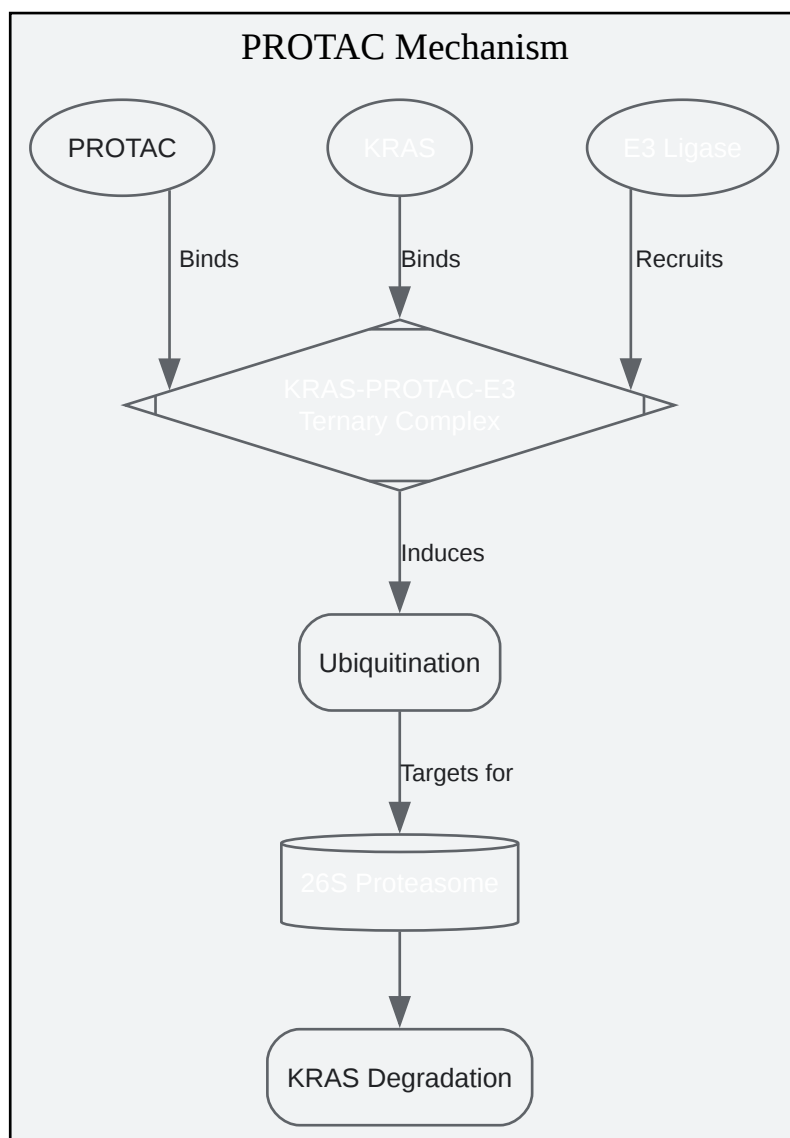 PROTAC Mechanism
PROTAC
KRAS
E3 Ligase
Binds
Binds
Recruits
KRAS-PROTAC-E3
Ternary Complex
Induces
Ubiquitination
Targets for
26S Proteasome
KRAS Degradation